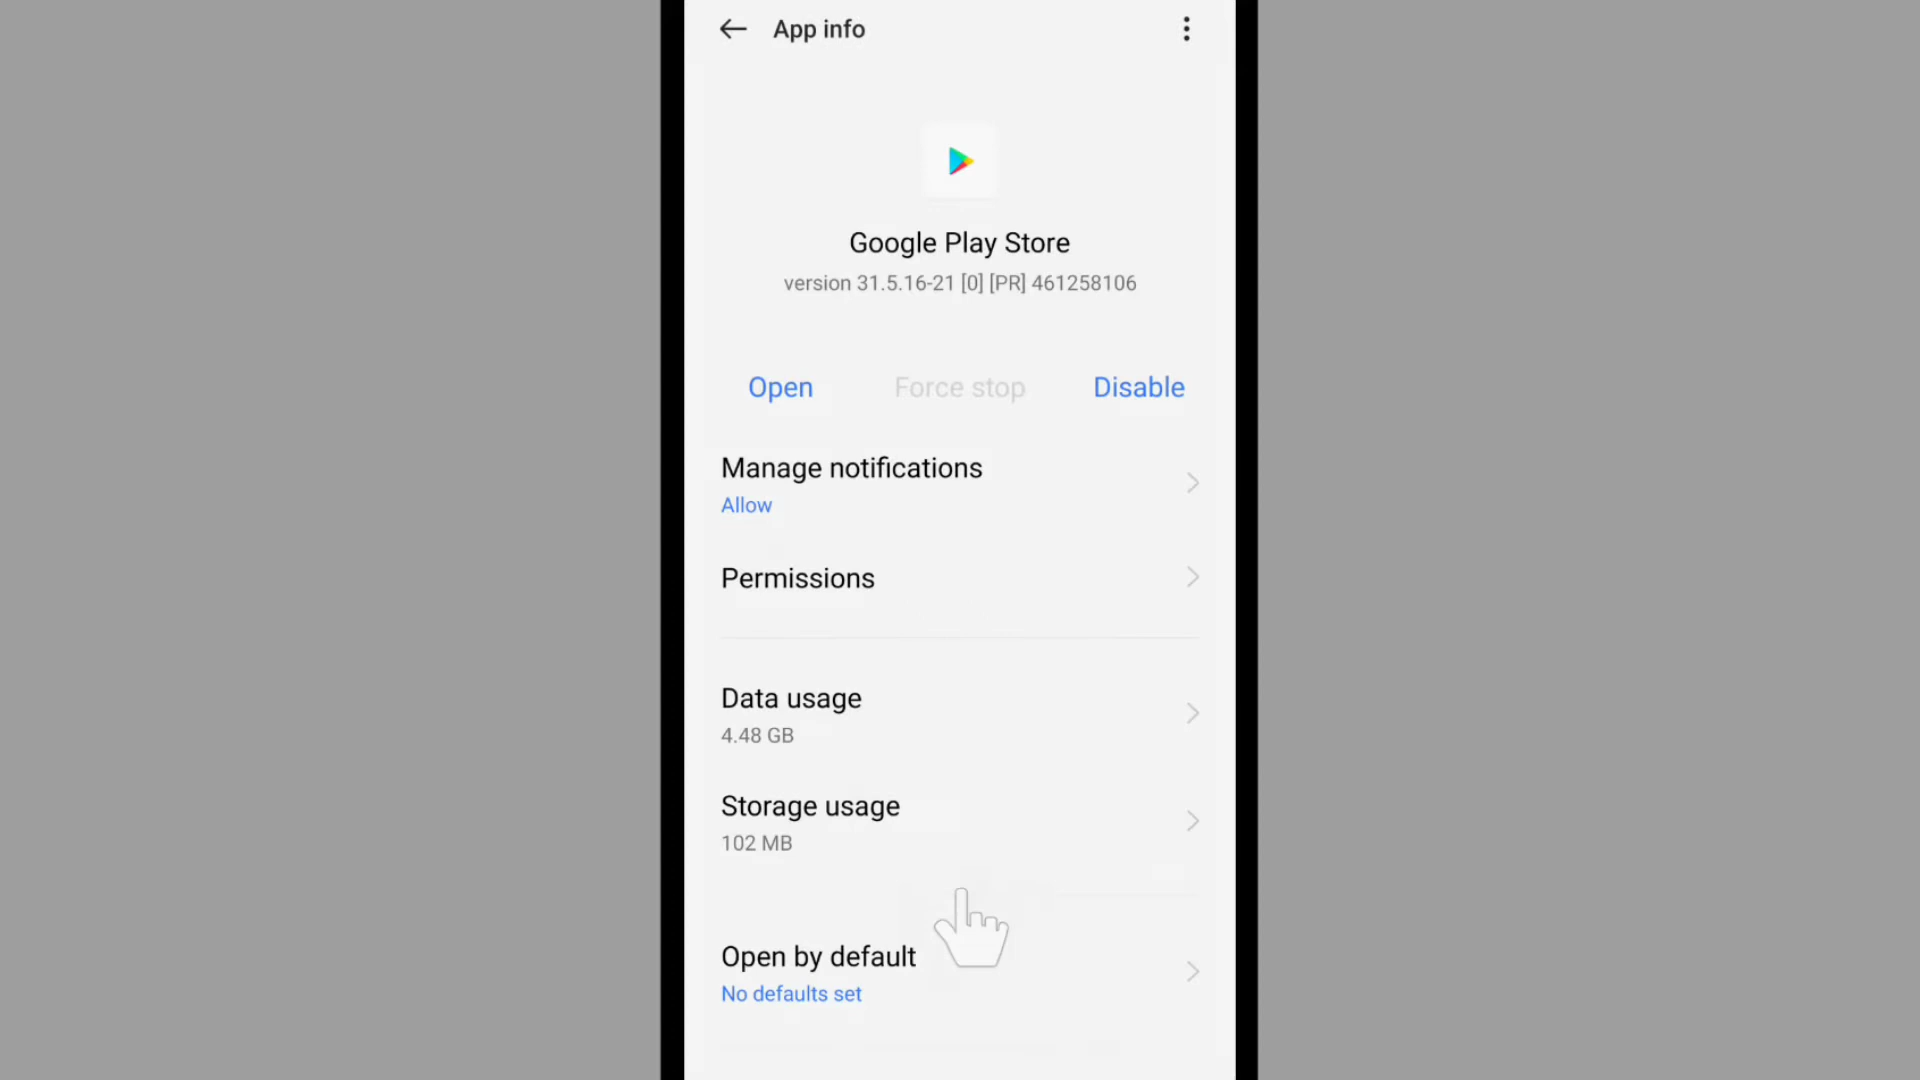 App info
Google Play Store
version 31.5.16-21 [0] [PR] 461258106
Open Force stop Disable
Manage notifications
Allow
Permissions
Data usage
4.48 GB
Storage usage
102 MB
Open by default
No defaults set